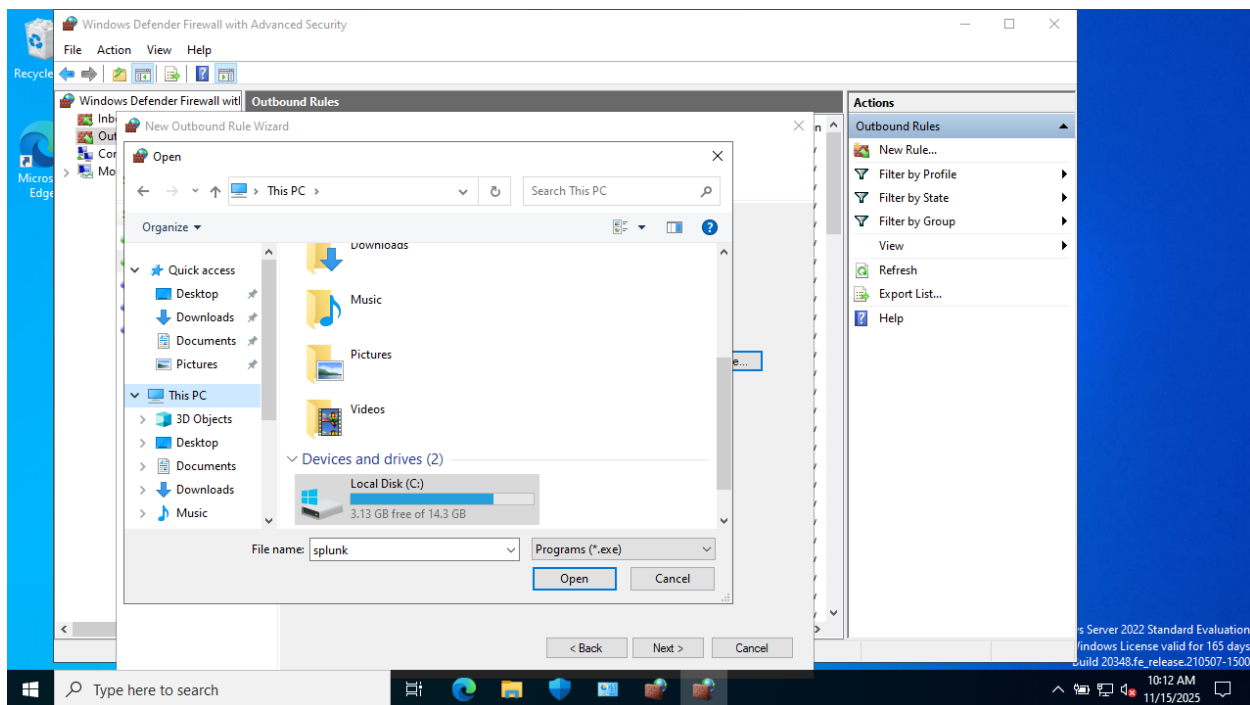 Recycle
Micros
Edge
Windows Defender Firewall with Advanced Security
File Action View Help
Windows Defender Firewall witl
Inb
Out
Cor
Mo
Outbound Rules
New Outbound Rule Wizard
Open
This PC
Search This PC
Organize
Quick access
Desktop
Downloads
Documents
Pictures
This PC
3D Objects
Desktop
Documents
Downloads
Music
Downloads
Music
Pictures
Videos
Devices and drives (2)
Local Disk (C:)
3.13 GB free of 14.3 GB
File name: splunk
Programs (*.exe)
Open Cancel
e...
n
< Back Next > Cancel
Actions
Outbound Rules
New Rule...
Filter by Profile
Filter by State
Filter by Group
View
Refresh
Export List...
Help
s Server 2022 Standard Evaluation
Windows License valid for 165 days
Build 20348.fe_release.210507-1500
Type here to search
10:12 AM
11/15/2025